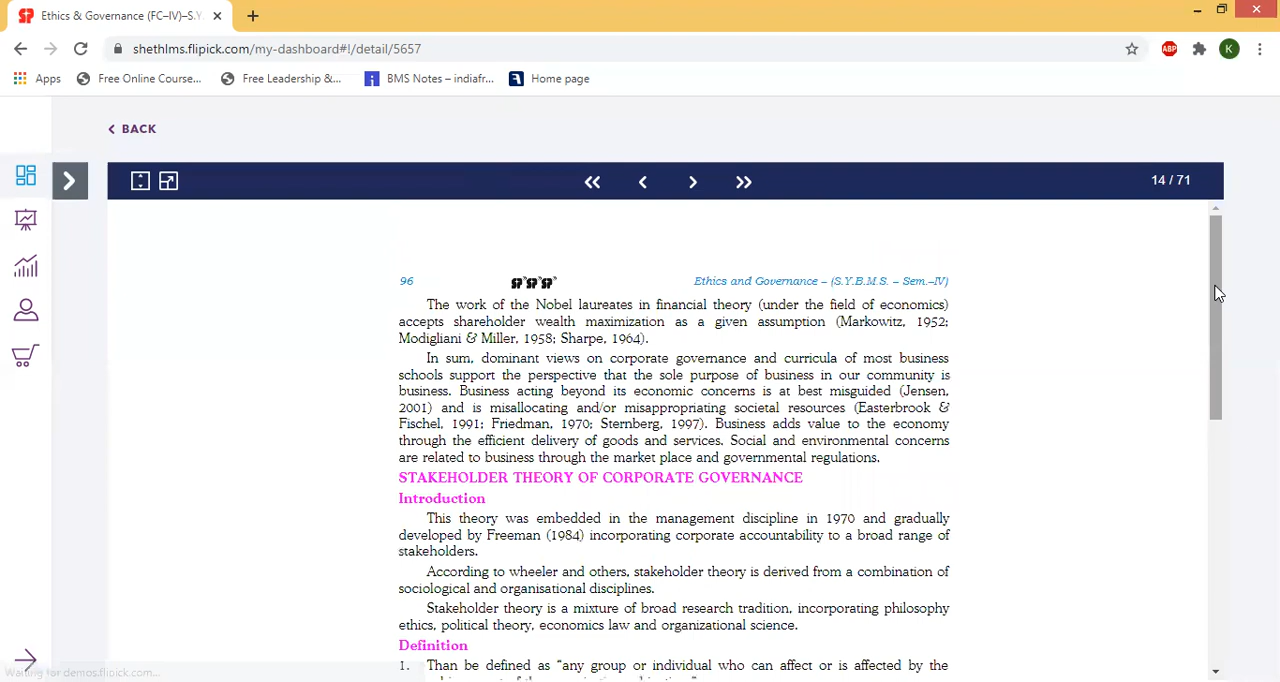 Ethics & Governance (FC–IV)–S.Y.
shethlms.flipick.com/my-dashboard#!/detail/5657
ABP
K
Apps
Free Online Course...
Free Leadership &...
BMS Notes – indiafr...
Home page
BACK
14 / 71
96
Ethics and Governance – (S.Y.B.M.S. – Sem.–IV)
The work of the Nobel laureates in financial theory (under the field of economics)
accepts shareholder wealth maximization as a given assumption (Markowitz, 1952;
Modigliani & Miller, 1958; Sharpe, 1964).
In sum, dominant views on corporate governance and curricula of most business
schools support the perspective that the sole purpose of business in our community is
business. Business acting beyond its economic concerns is at best misguided (Jensen,
2001) and is misallocating and/or misappropriating societal resources (Easterbrook &
Fischel, 1991; Friedman, 1970; Sternberg, 1997). Business adds value to the economy
through the efficient delivery of goods and services. Social and environmental concerns
are related to business through the market place and governmental regulations.
STAKEHOLDER THEORY OF CORPORATE GOVERNANCE
Introduction
This theory was embedded in the management discipline in 1970 and gradually
developed by Freeman (1984) incorporating corporate accountability to a broad range of
stakeholders.
According to wheeler and others, stakeholder theory is derived from a combination of
sociological and organisational disciplines.
Stakeholder theory is a mixture of broad research tradition, incorporating philosophy
ethics, political theory, economics law and organizational science.
Definition
1. Than be defined as "any group or individual who can affect or is affected by the
Waiting for demos.flipick.com...